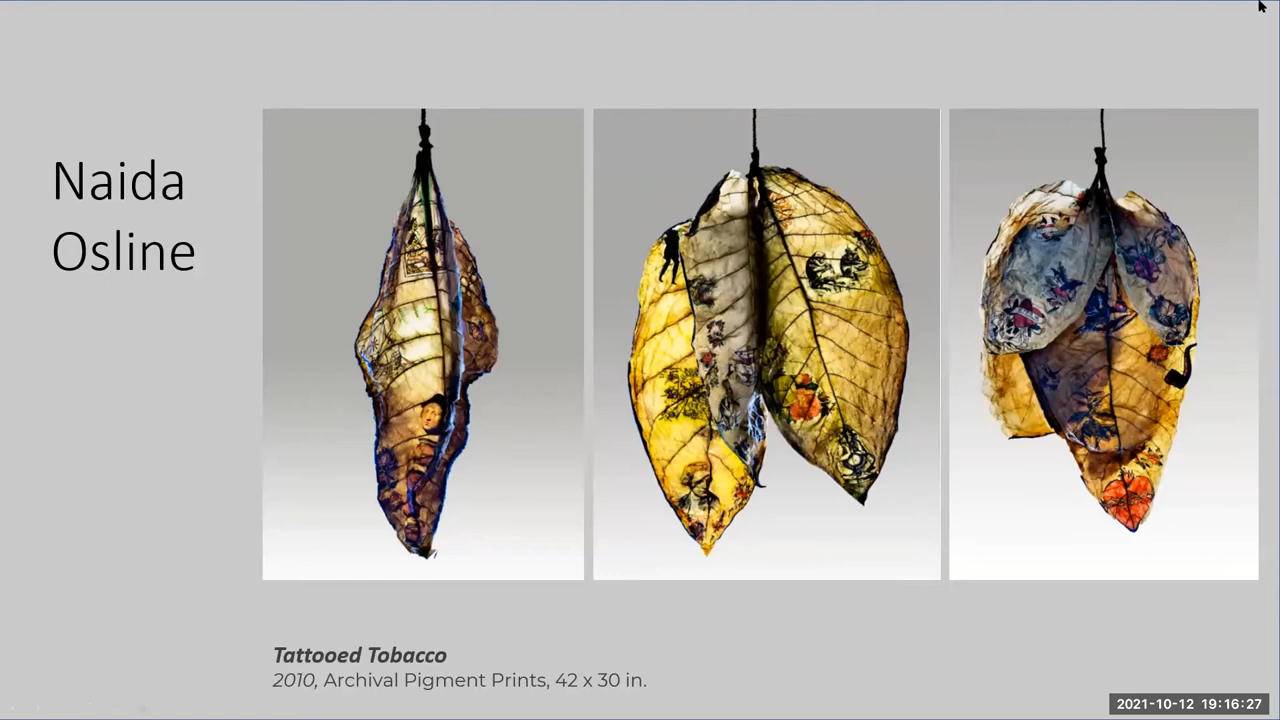 Naida
Osline
Tattooed Tobacco
2010, Archival Pigment Prints, 42 x 30 in.
2021-10-12 19:16:27